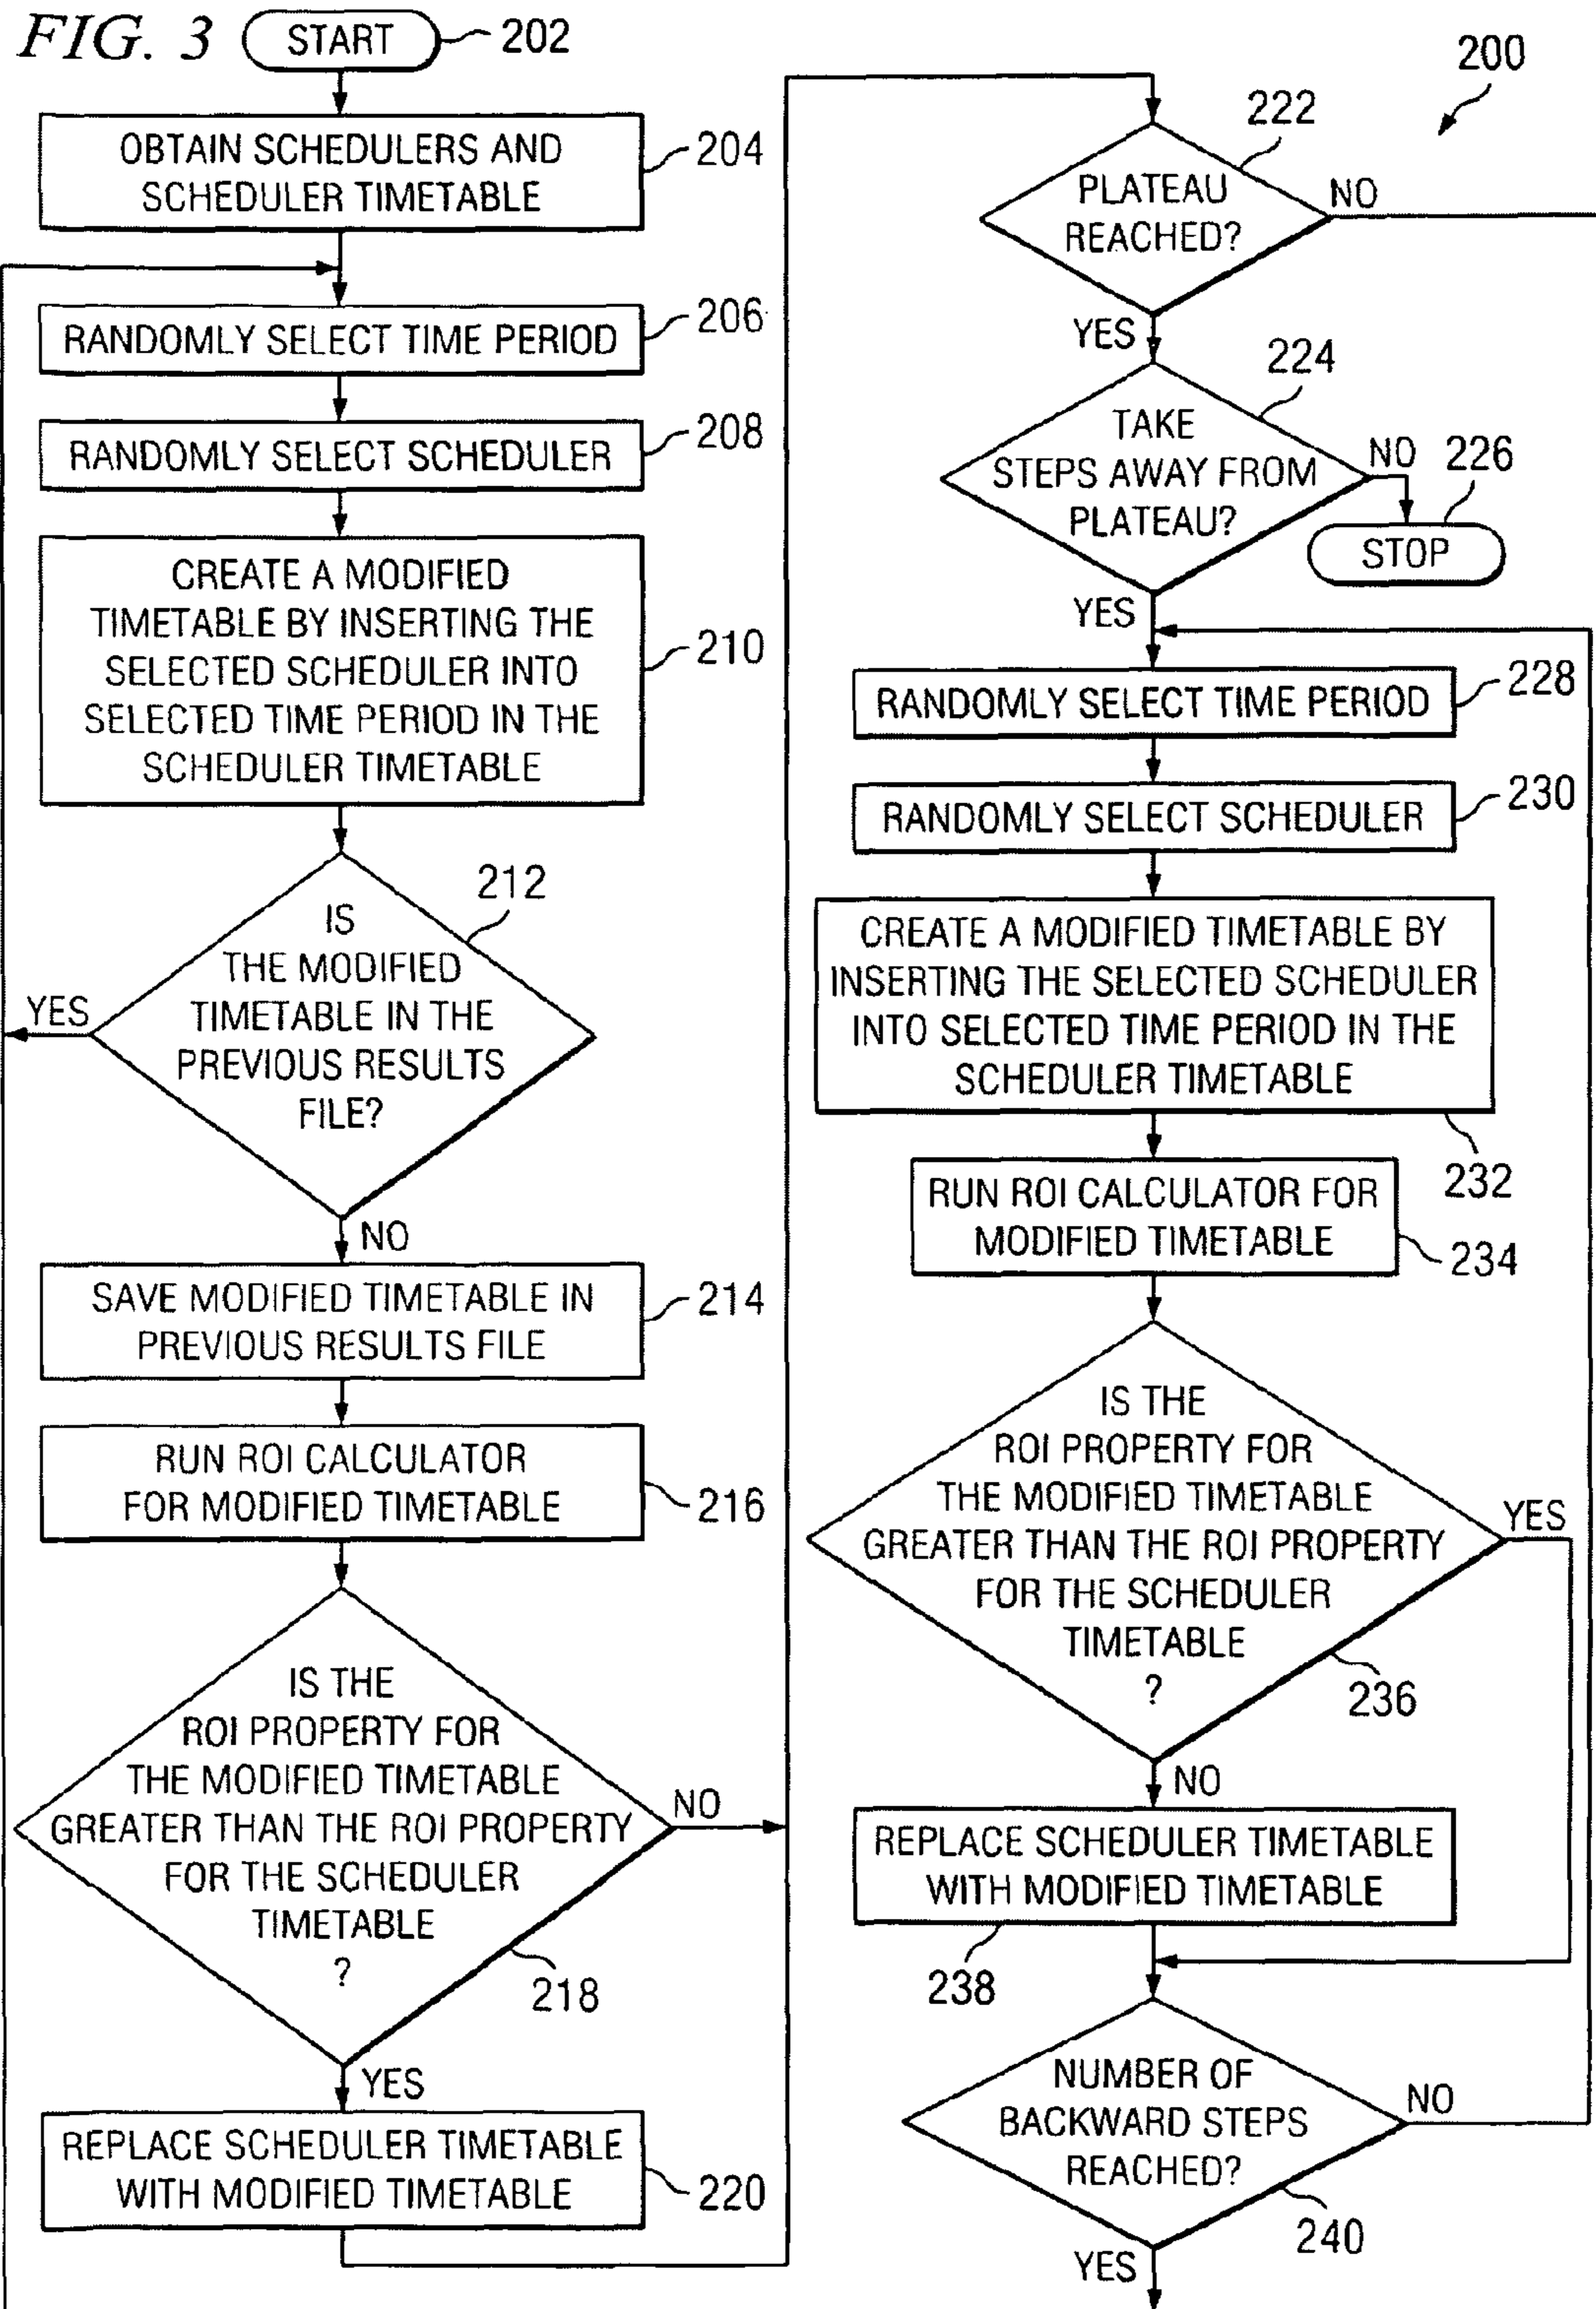 FIG. 3
START
202
OBTAIN SCHEDULERS AND
SCHEDULER TIMETABLE
204
RANDOMLY SELECT TIME PERIOD
206
RANDOMLY SELECT SCHEDULER
208
CREATE A MODIFIED
TIMETABLE BY INSERTING THE
SELECTED SCHEDULER INTO
SELECTED TIME PERIOD IN THE
SCHEDULER TIMETABLE
210
212
IS
THE MODIFIED
TIMETABLE IN THE
PREVIOUS RESULTS
FILE?
YES
NO
SAVE MODIFIED TIMETABLE IN
PREVIOUS RESULTS FILE
214
RUN ROI CALCULATOR
FOR MODIFIED TIMETABLE
216
IS THE
ROI PROPERTY FOR
THE MODIFIED TIMETABLE
GREATER THAN THE ROI PROPERTY
FOR THE SCHEDULER
TIMETABLE
?
NO
218
YES
REPLACE SCHEDULER TIMETABLE
WITH MODIFIED TIMETABLE
220
200
222
PLATEAU
REACHED?
NO
YES
224
TAKE
STEPS AWAY FROM
PLATEAU?
NO
226
STOP
YES
RANDOMLY SELECT TIME PERIOD
228
RANDOMLY SELECT SCHEDULER
230
CREATE A MODIFIED TIMETABLE BY
INSERTING THE SELECTED SCHEDULER
INTO SELECTED TIME PERIOD IN THE
SCHEDULER TIMETABLE
232
RUN ROI CALCULATOR FOR
MODIFIED TIMETABLE
234
IS THE
ROI PROPERTY FOR
THE MODIFIED TIMETABLE
GREATER THAN THE ROI PROPERTY
FOR THE SCHEDULER
TIMETABLE
?
YES
236
NO
REPLACE SCHEDULER TIMETABLE
WITH MODIFIED TIMETABLE
238
NUMBER OF
BACKWARD STEPS
REACHED?
NO
240
YES